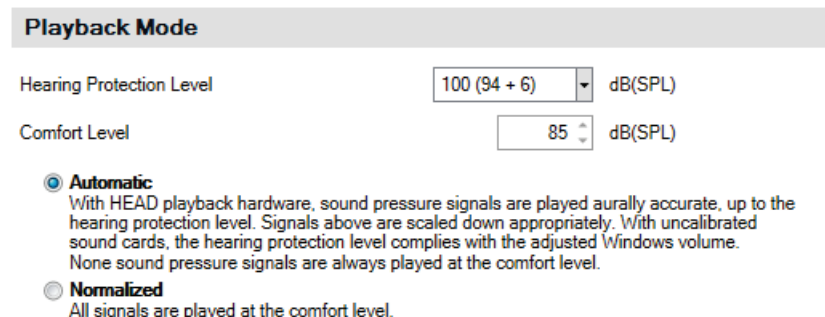 Playback Mode
Hearing Protection Level 100 (94 + 6) dB(SPL)
Comfort Level 85 dB(SPL)
Automatic
With HEAD playback hardware, sound pressure signals are played aurally accurate, up to the
hearing protection level. Signals above are scaled down appropriately. With uncalibrated
sound cards, the hearing protection level complies with the adjusted Windows volume.
None sound pressure signals are always played at the comfort level.
Normalized
All signals are played at the comfort level.